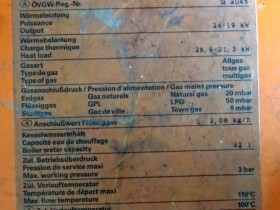 ÖVGW-Reg.-Nr. G 2045
Wärmeleistung
Puissance
Output 24-19 kW
Wärmebelastung
Charge thermique
Heat load 26,6-21,3 kW
Gasart Allgas
Type de gaz tous gaz
Type of gas multigas
Gasanschlußdruck / Pression d'alimentation / Gas mains pressure
Erdgas Gaz naturels Natural gas 20 mbar
Flüssiggas GPL LPG 50 mbar
Stadtgas Gaz de ville Town gas 8 mbar
Anschlußwert Flüssiggas 2,08 kg/h
Kesselwasserinhalt
Capacité eau de chauffage
Boiler water capacity 42 l
Zul. Betriebsüberdruck
Pression de service maxi
Max. working pressure 3 bar
Zul. Vorlauftemperatur
Température de départ maxi 110°C
Max. flow temperature 100°C